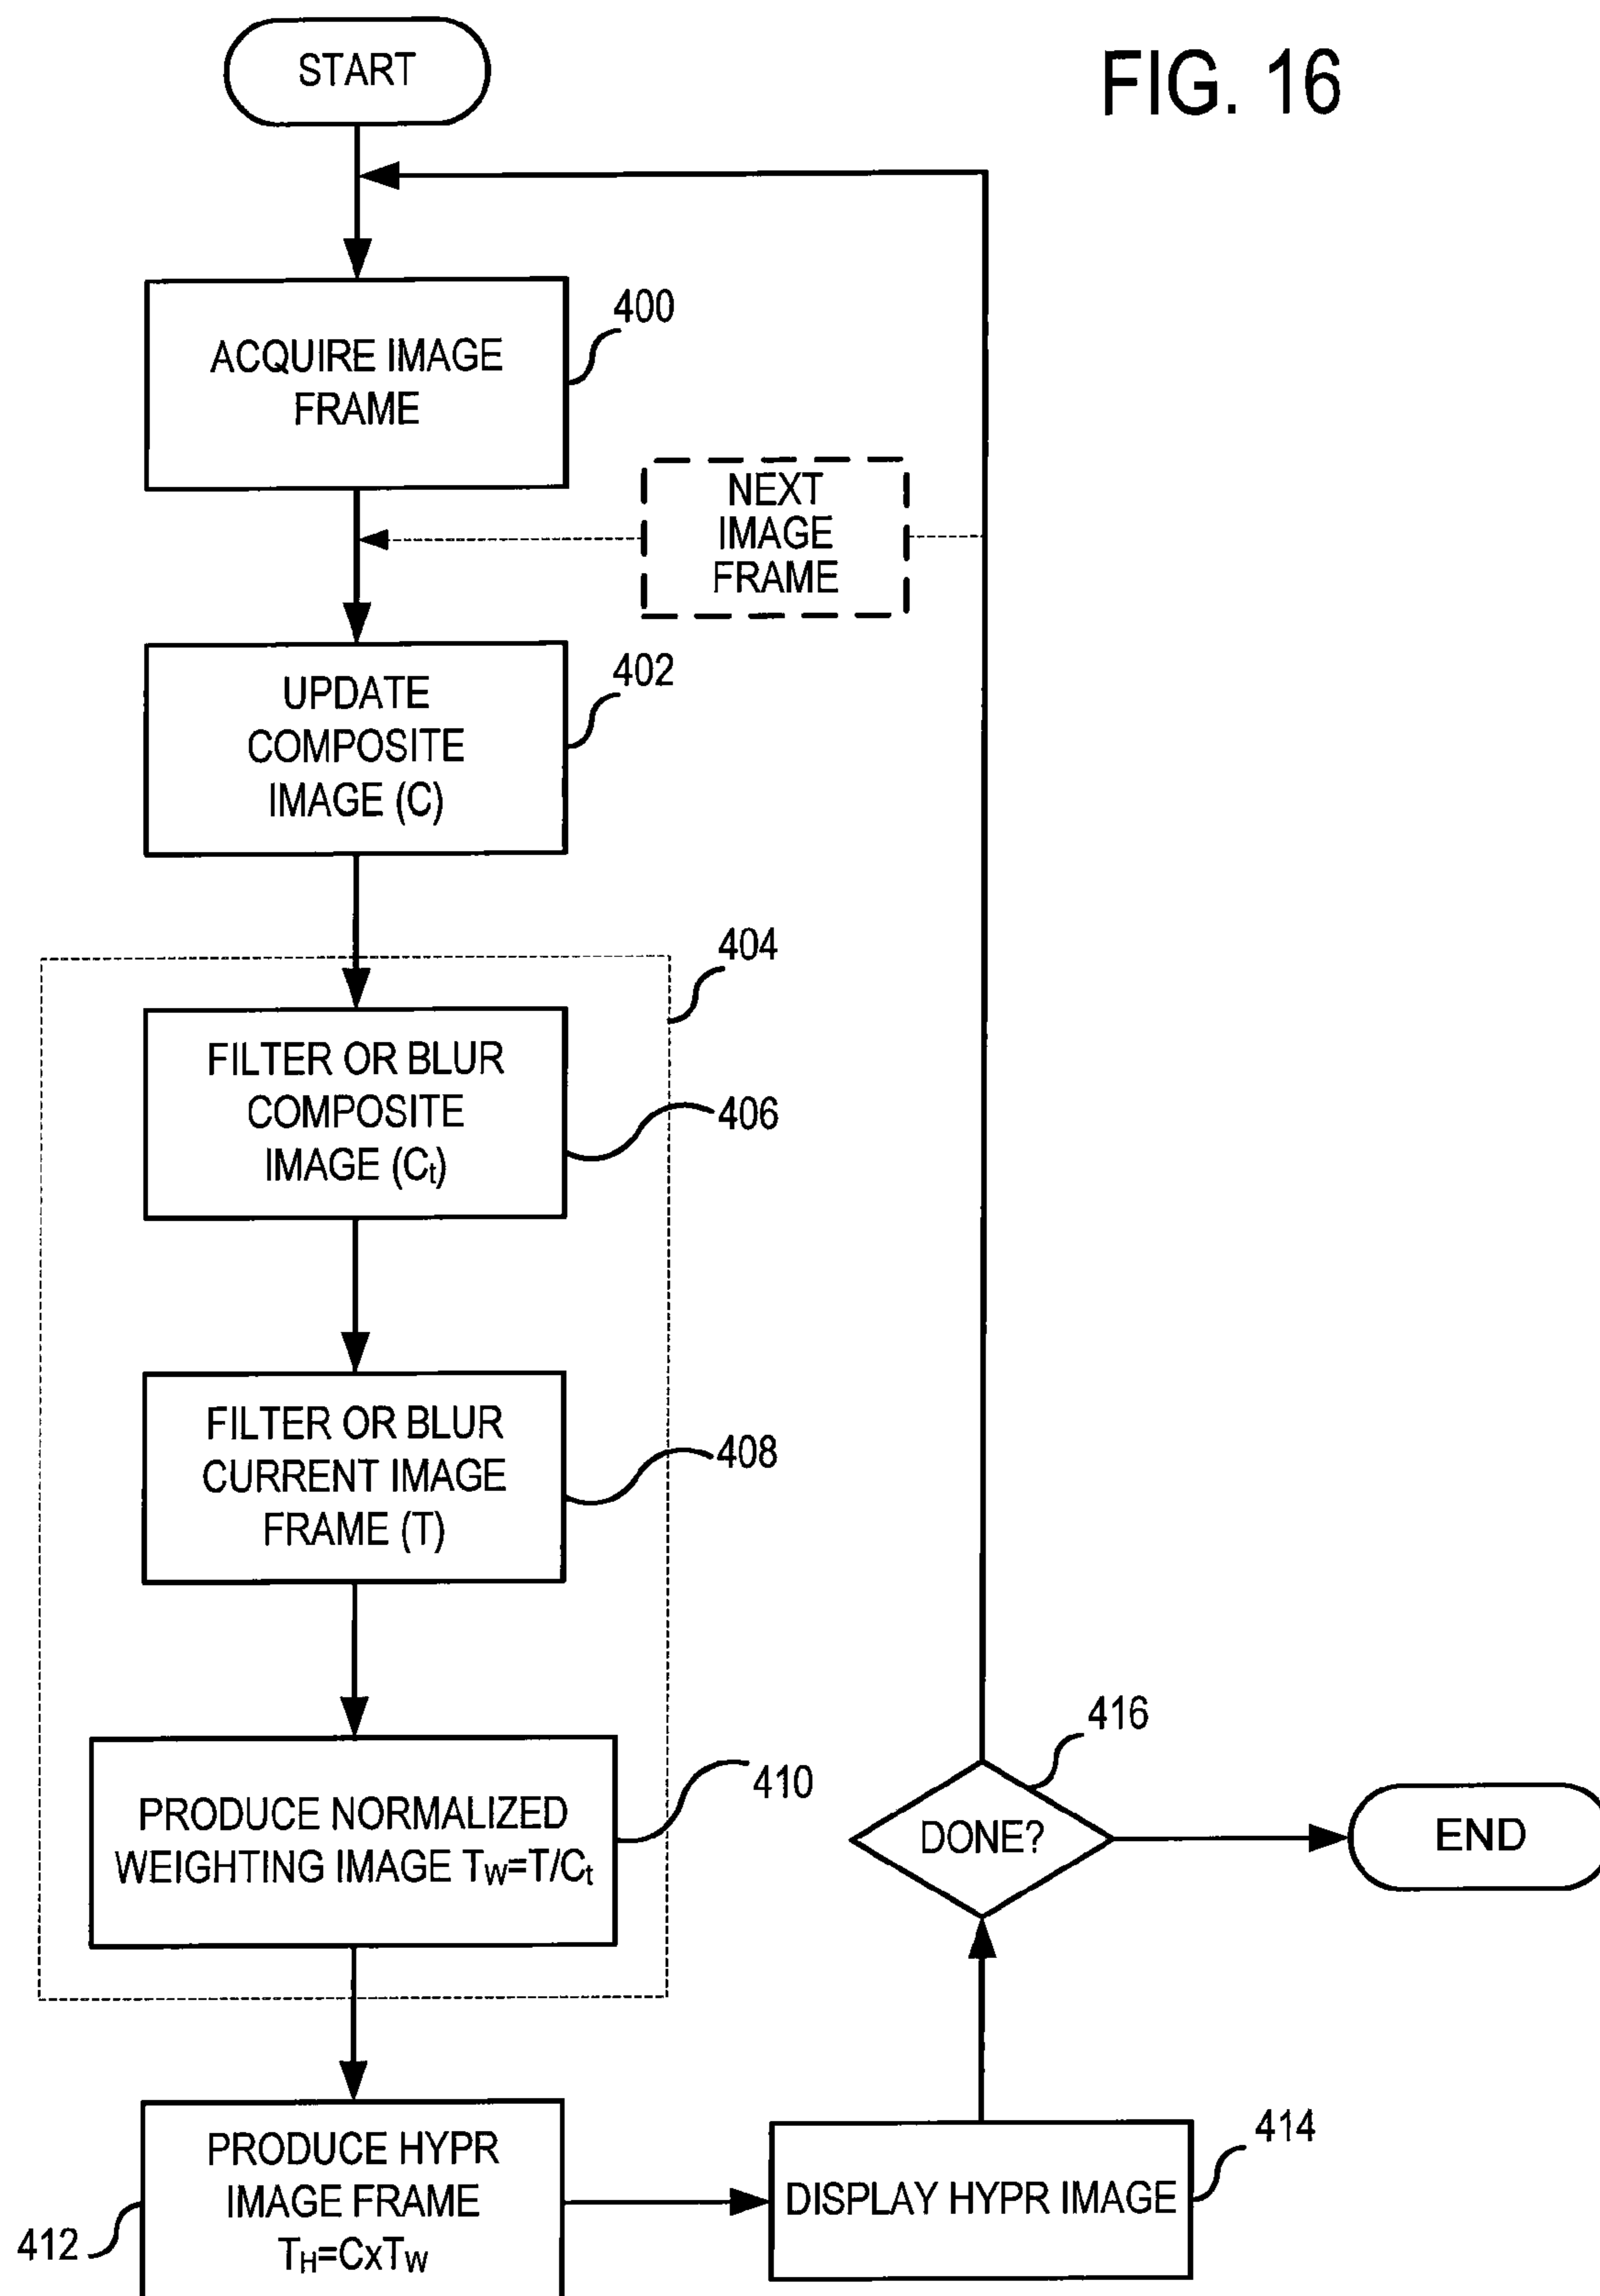 FIG. 16
START
400
ACQUIRE IMAGE
FRAME
NEXT
IMAGE
FRAME
402
UPDATE
COMPOSITE
IMAGE (C)
404
FILTER OR BLUR
COMPOSITE
IMAGE (Ct)
406
FILTER OR BLUR
CURRENT IMAGE
FRAME (T)
408
410
PRODUCE NORMALIZED
WEIGHTING IMAGE TW=T/Ct
416
DONE?
END
PRODUCE HYPR
IMAGE FRAME
TH=CxTW
412
414
DISPLAY HYPR IMAGE